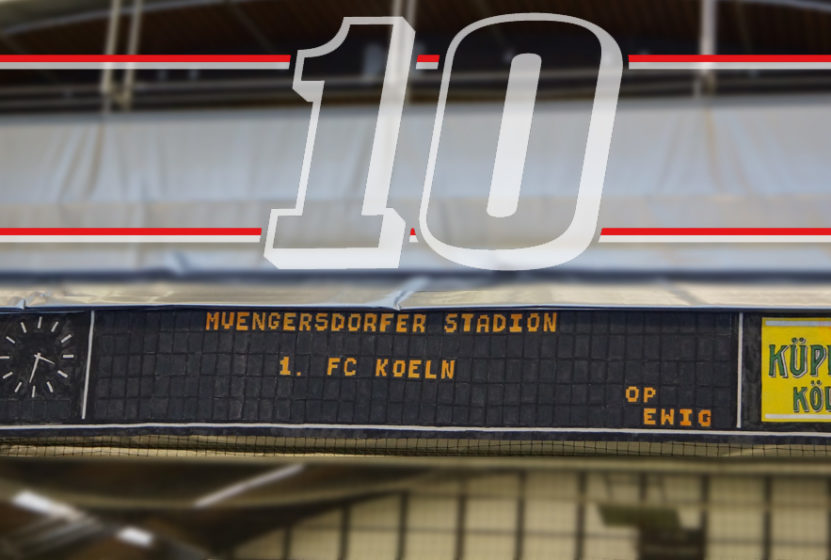 10
MUENGERSDORFER STADION
1. FC KOELN
OP
EWIG